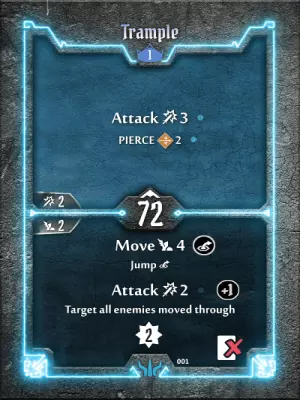 Trample
1
Attack 3
PIERCE 2
2
72
2
Move 4
Jump
Attack 2 +1
Target all enemies moved through
2
001